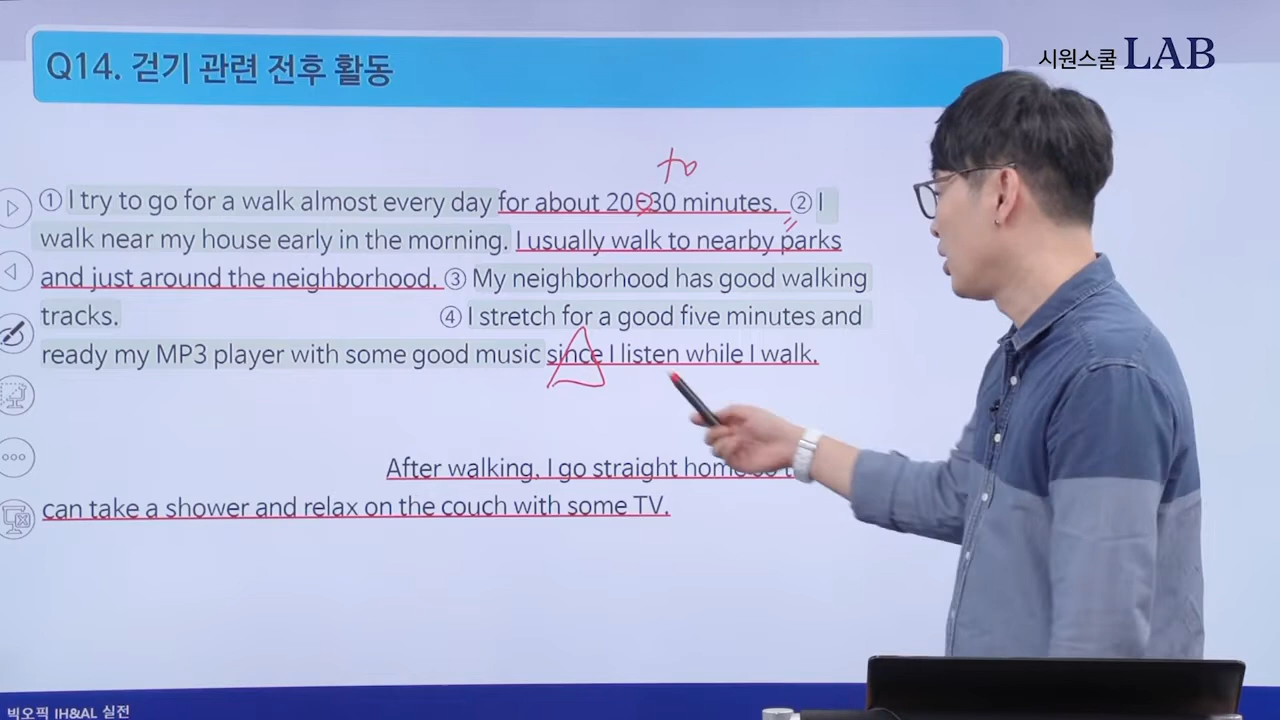 Q14. 걷기 관련 전후 활동
시원스쿨 LAB
to
① I try to go for a walk almost every day for about 20-30 minutes. ② I
walk near my house early in the morning. I usually walk to nearby parks
and just around the neighborhood. ③ My neighborhood has good walking
tracks. ④ I stretch for a good five minutes and
ready my MP3 player with some good music since I listen while I walk.
After walking, I go straight home
can take a shower and relax on the couch with some TV.
빅오픽 IH&AL 실전